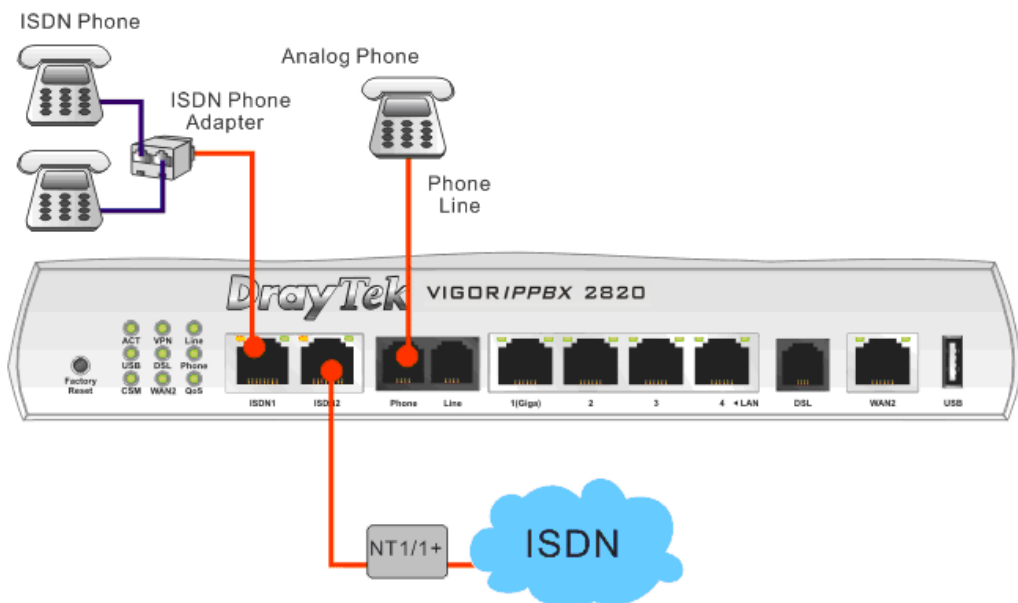 ISDN Phone
Analog Phone
ISDN Phone
Adapter
Phone
Line
DrayTek VIGORIPPBX 2820
ACT VPN Line
USB DSL Phone
CSM WAN2 QoS
Factory
Reset
ISDN1 ISDN2 Phone Line 1(Giga) 2 3 4 ◄LAN DSL WAN2 USB
NT1/1+
ISDN